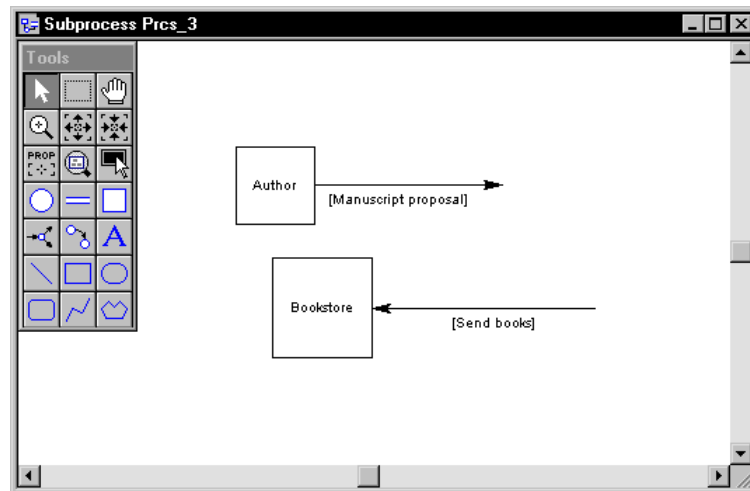 Subprocess Prcs_3
Tools
PROP
A
Author
[Manuscript proposal]
Bookstore
[Send books]